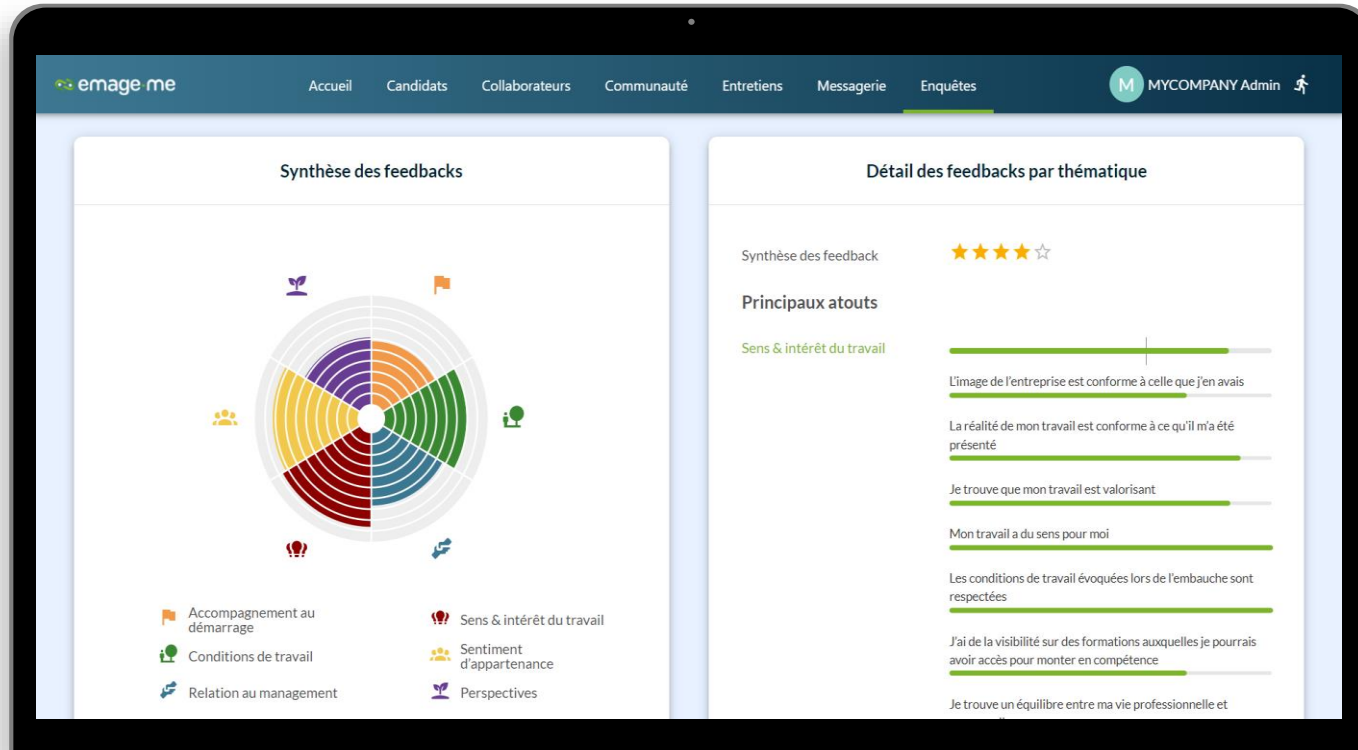 emage·me
Accueil
Candidats
Collaborateurs
Communauté
Entretiens
Messagerie
Enquêtes
M
MYCOMPANY Admin
Synthèse des feedbacks
Accompagnement au
démarrage
Conditions de travail
Relation au management
Sens & intérêt du travail
Sentiment
d'appartenance
Perspectives
Détail des feedbacks par thématique
Synthèse des feedback
Principaux atouts
Sens & intérêt du travail
L'image de l'entreprise est conforme à celle que j'en avais
La réalité de mon travail est conforme à ce qu'il m'a été
présenté
Je trouve que mon travail est valorisant
Mon travail a du sens pour moi
Les conditions de travail évoquées lors de l'embauche sont
respectées
J'ai de la visibilité sur des formations auxquelles je pourrais
avoir accès pour monter en compétence
Je trouve un équilibre entre ma vie professionnelle et